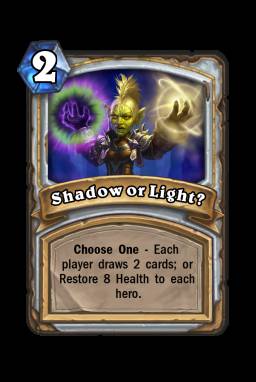 2
Shadow or Light?
Choose One - Each
player draws 2 cards; or
Restore 8 Health to each
hero.